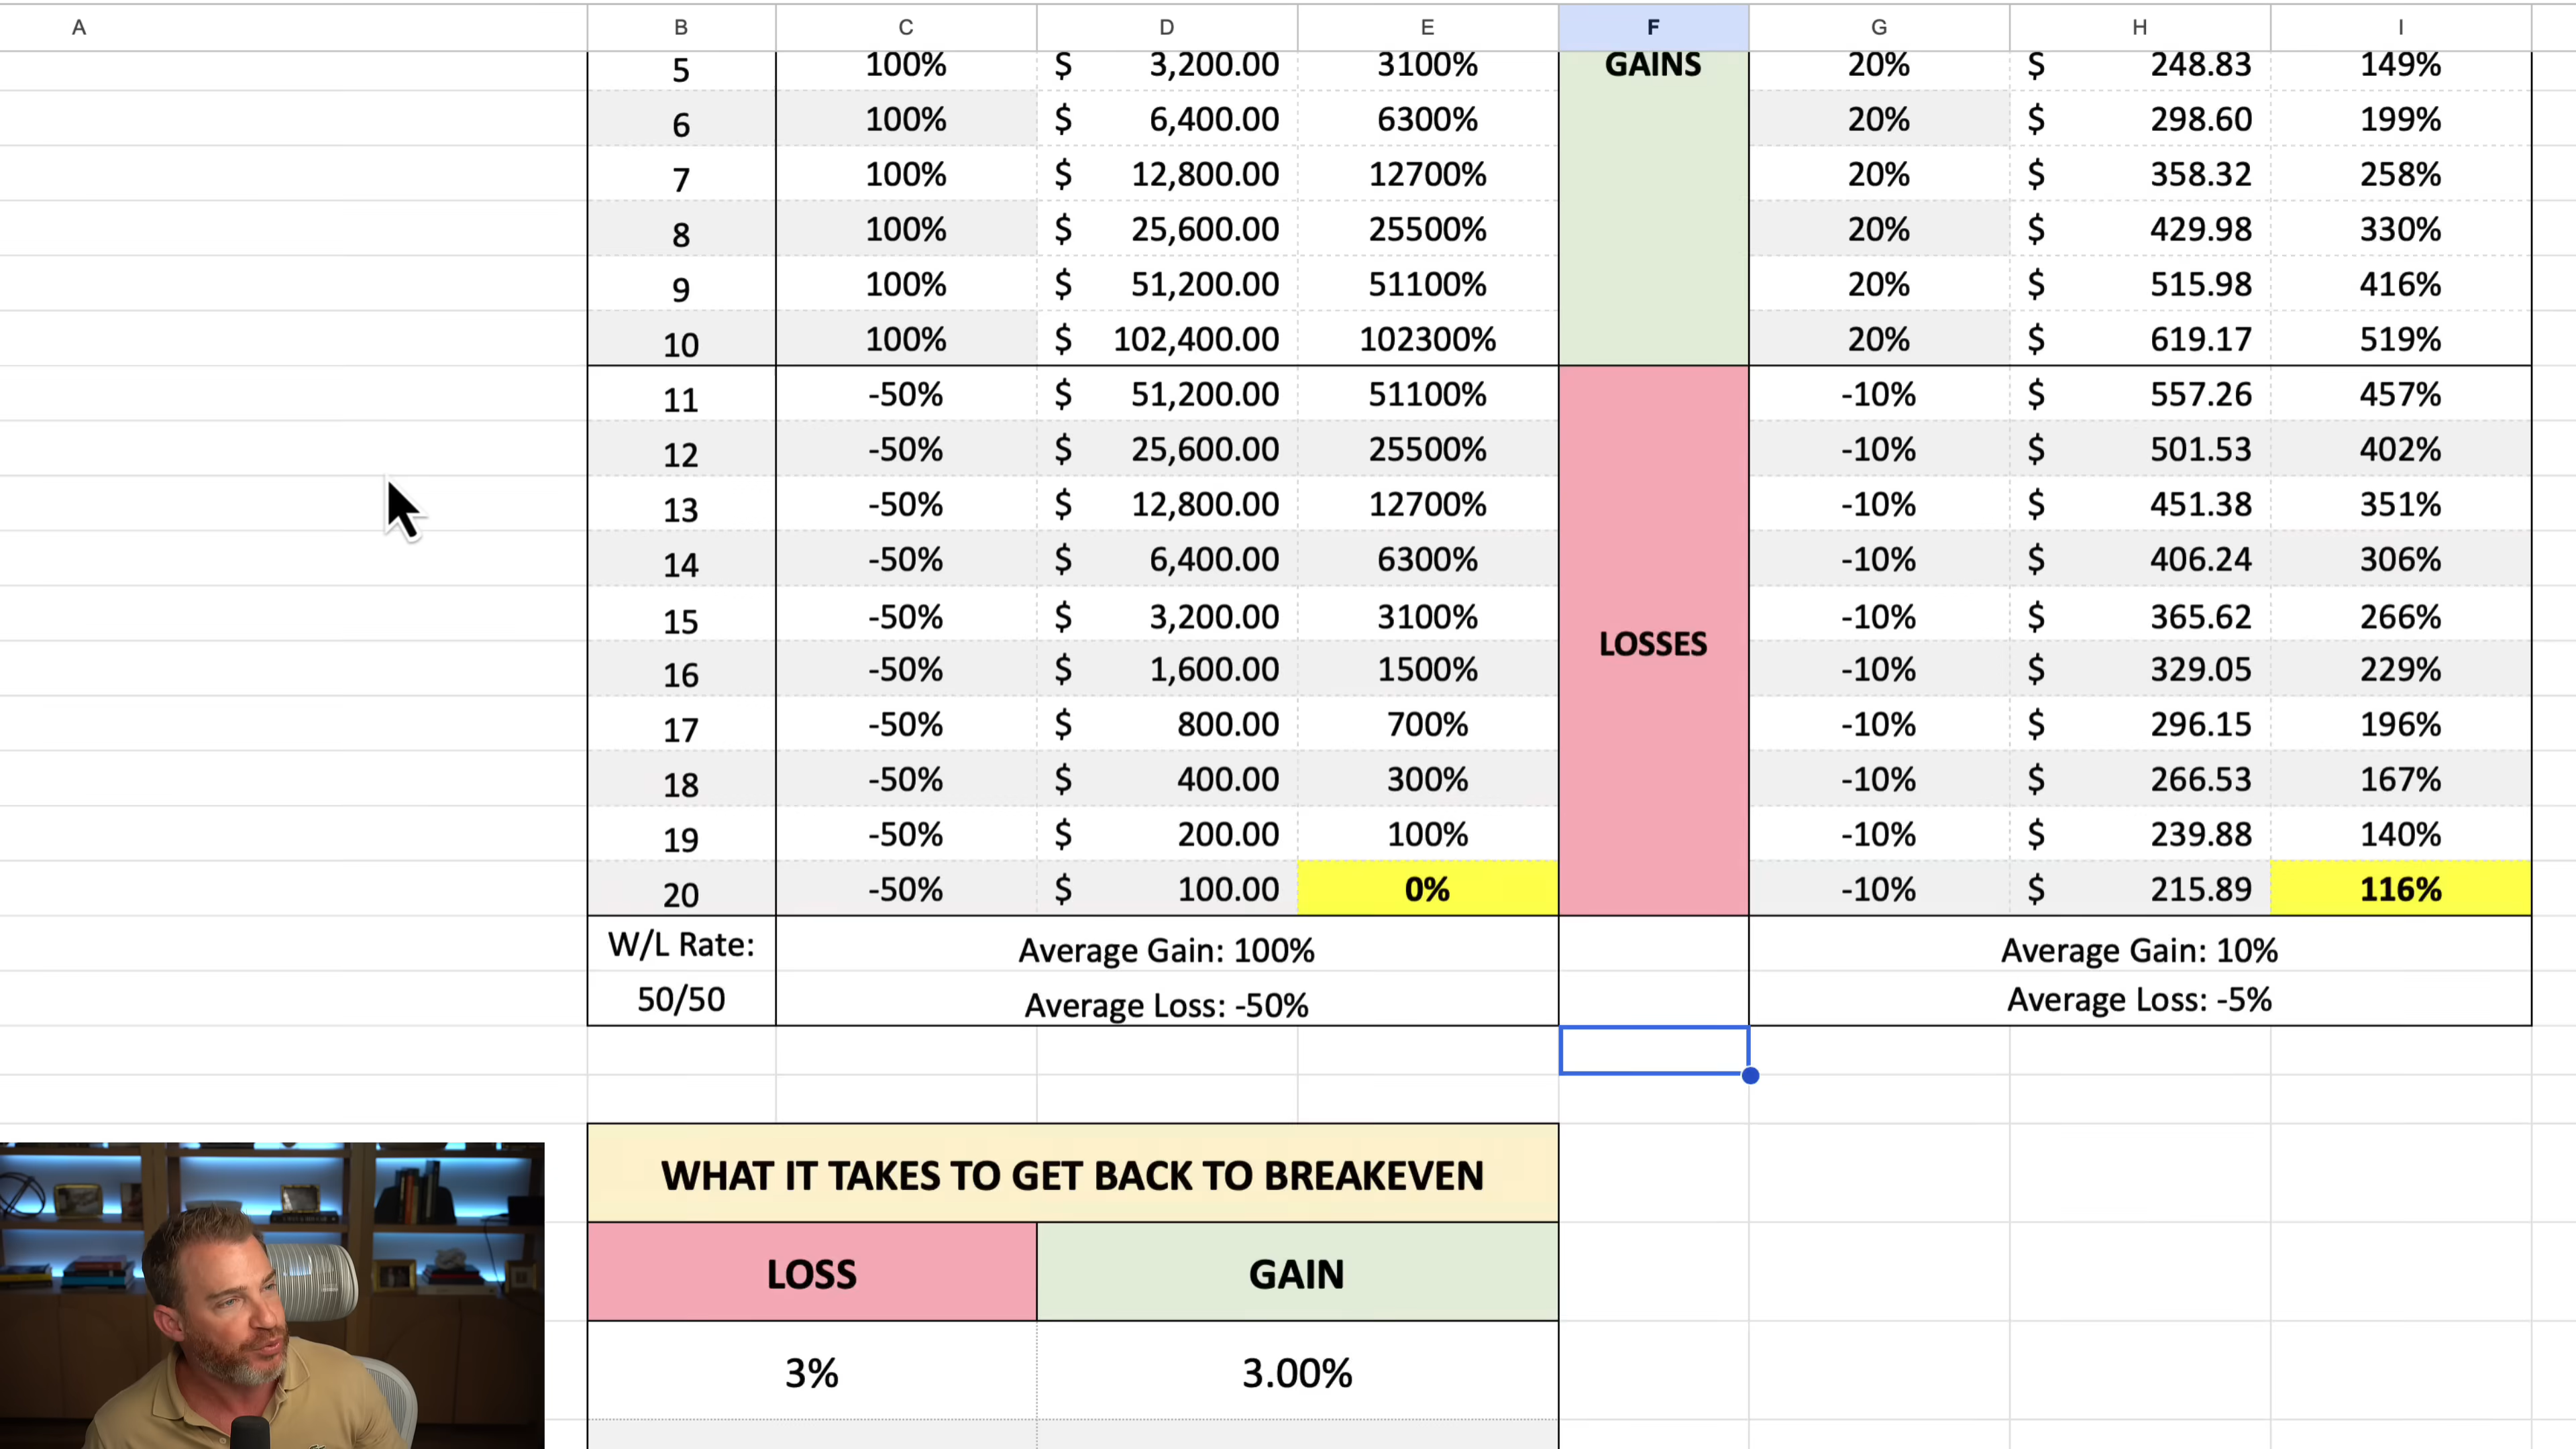 A B C D E F G H I
5 100% $ 3,200.00 3100% GAINS 20% $ 248.83 149%
6 100% $ 6,400.00 6300% 20% $ 298.60 199%
7 100% $ 12,800.00 12700% 20% $ 358.32 258%
8 100% $ 25,600.00 25500% 20% $ 429.98 330%
9 100% $ 51,200.00 51100% 20% $ 515.98 416%
10 100% $ 102,400.00 102300% 20% $ 619.17 519%
11 -50% $ 51,200.00 51100% -10% $ 557.26 457%
12 -50% $ 25,600.00 25500% -10% $ 501.53 402%
13 -50% $ 12,800.00 12700% -10% $ 451.38 351%
14 -50% $ 6,400.00 6300% -10% $ 406.24 306%
15 -50% $ 3,200.00 3100% LOSSES -10% $ 365.62 266%
16 -50% $ 1,600.00 1500% -10% $ 329.05 229%
17 -50% $ 800.00 700% -10% $ 296.15 196%
18 -50% $ 400.00 300% -10% $ 266.53 167%
19 -50% $ 200.00 100% -10% $ 239.88 140%
20 -50% $ 100.00 0% -10% $ 215.89 116%
W/L Rate: Average Gain: 100% Average Gain: 10%
50/50 Average Loss: -50% Average Loss: -5%
WHAT IT TAKES TO GET BACK TO BREAKEVEN
LOSS GAIN
3% 3.00%